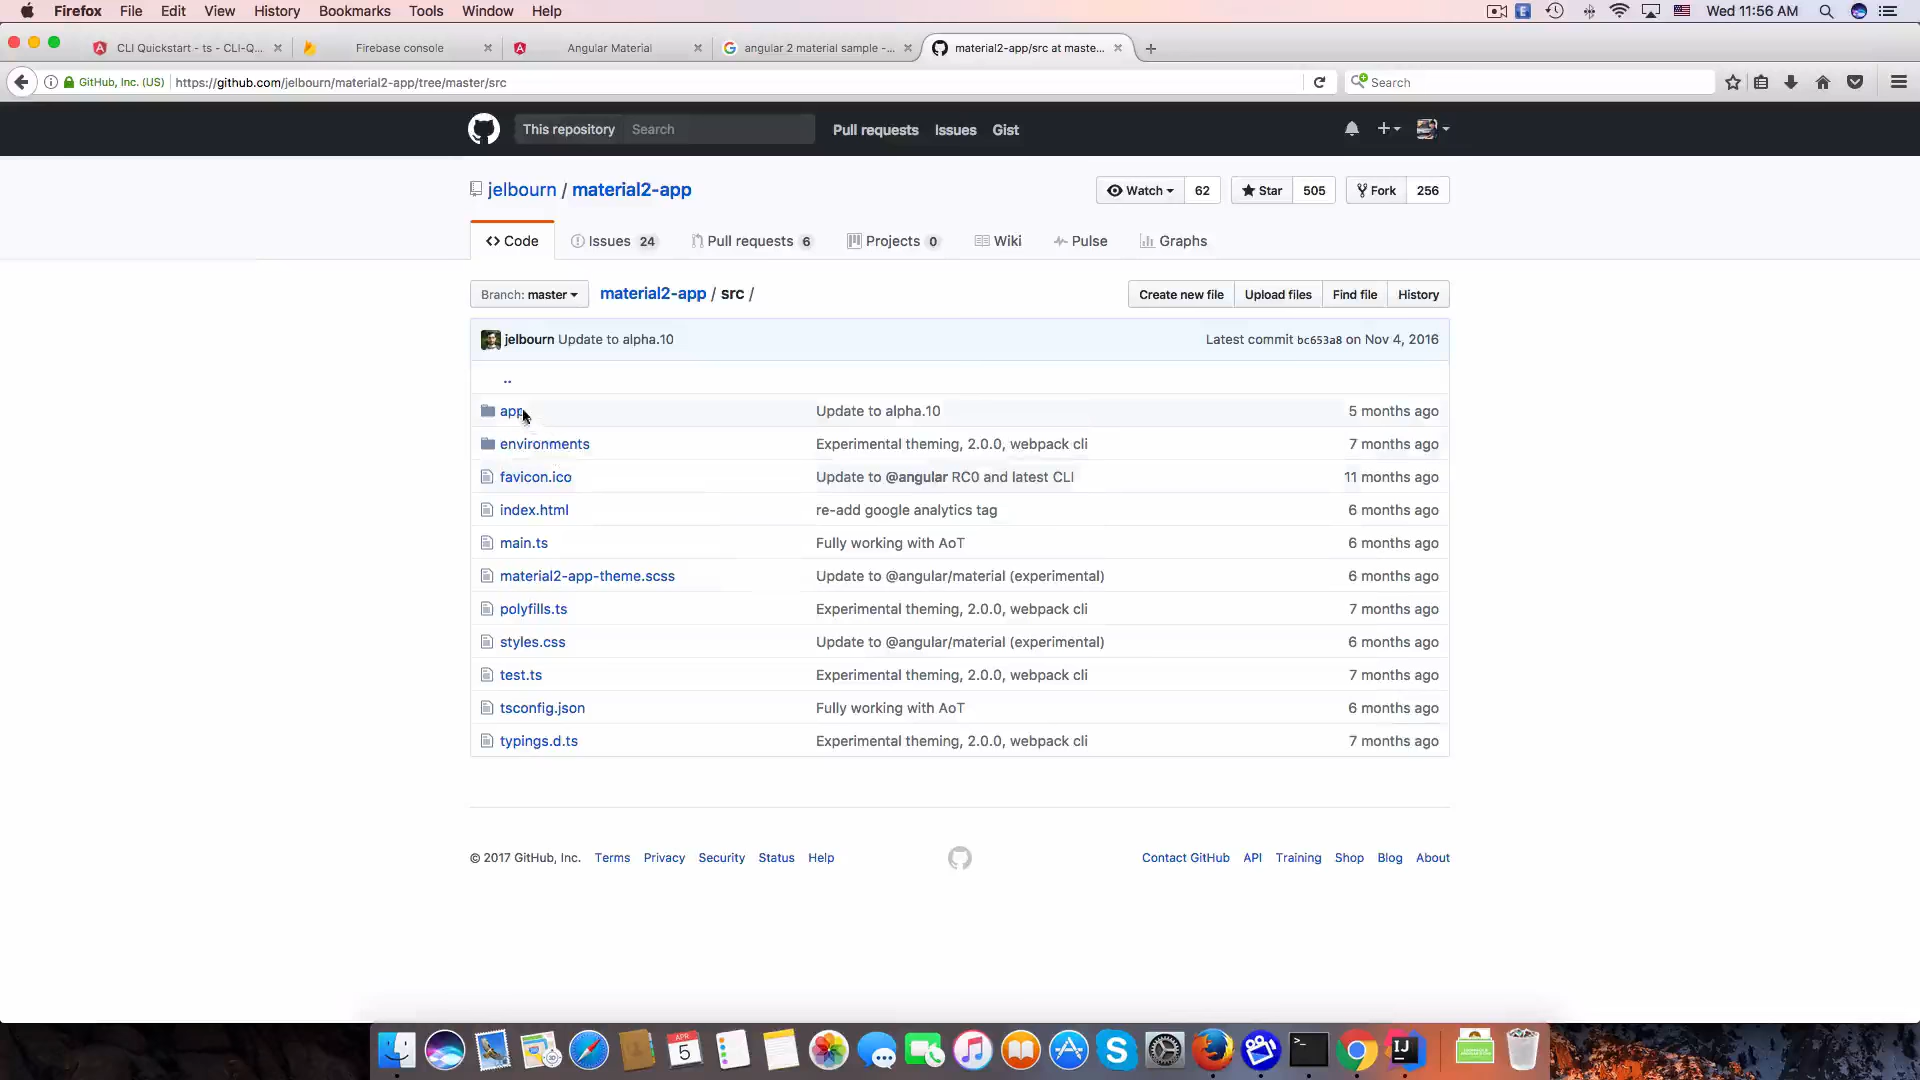 Firefox File Edit View History Bookmarks Tools Window Help Wed 11:56 AM
CLI Quickstart - ts - CLI-Q... Firebase console Angular Material angular 2 material sample -... material2-app/src at maste...
GitHub, Inc. (US) https://github.com/jelbourn/material2-app/tree/master/src Search
This repository Search Pull requests Issues Gist
jelbourn / material2-app Watch 62 Star 505 Fork 256
Code Issues 24 Pull requests 6 Projects 0 Wiki Pulse Graphs
Branch: master material2-app / src / Create new file Upload files Find file History
jelbourn Update to alpha.10 Latest commit bc653a8 on Nov 4, 2016
..
app Update to alpha.10 5 months ago
environments Experimental theming, 2.0.0, webpack cli 7 months ago
favicon.ico Update to @angular RC0 and latest CLI 11 months ago
index.html re-add google analytics tag 6 months ago
main.ts Fully working with AoT 6 months ago
material2-app-theme.scss Update to @angular/material (experimental) 6 months ago
polyfills.ts Experimental theming, 2.0.0, webpack cli 7 months ago
styles.css Update to @angular/material (experimental) 6 months ago
test.ts Experimental theming, 2.0.0, webpack cli 7 months ago
tsconfig.json Fully working with AoT 6 months ago
typings.d.ts Experimental theming, 2.0.0, webpack cli 7 months ago
© 2017 GitHub, Inc. Terms Privacy Security Status Help Contact GitHub API Training Shop Blog About
APR
5
IJ